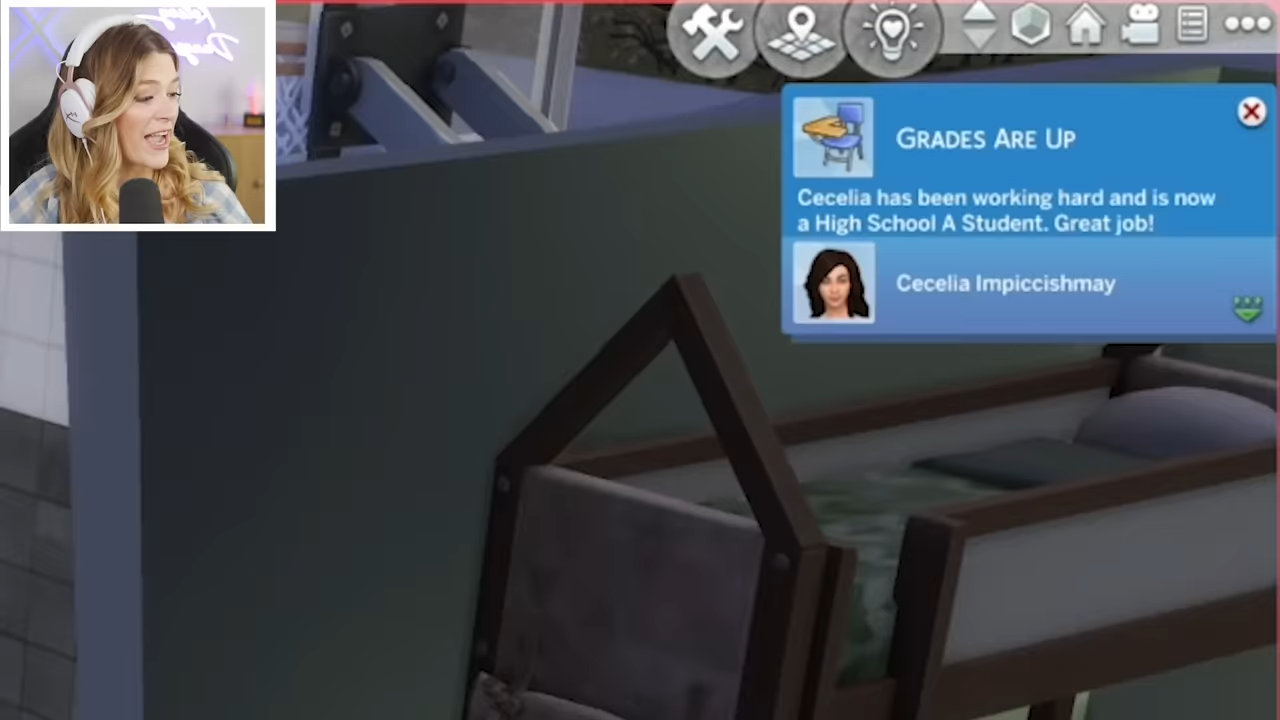 GRADES ARE UP
Cecelia has been working hard and is now
a High School A Student. Great job!
Cecelia Impiccishmay